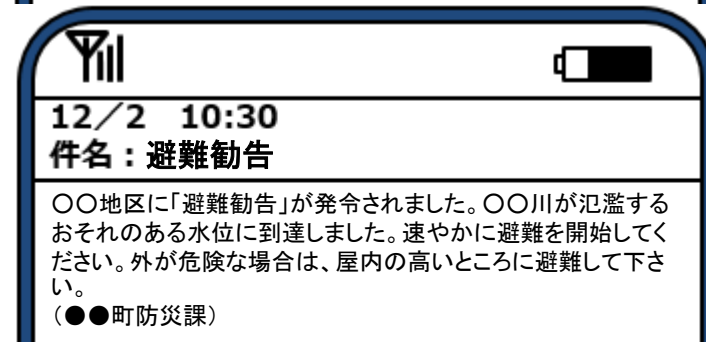 12／2　10:30
件名：避難勧告
〇〇地区に「避難勧告」が発令されました。〇〇川が氾濫する
おそれのある水位に到達しました。速やかに避難を開始してく
ださい。外が危険な場合は、屋内の高いところに避難して下さ
い。
（●●町防災課）